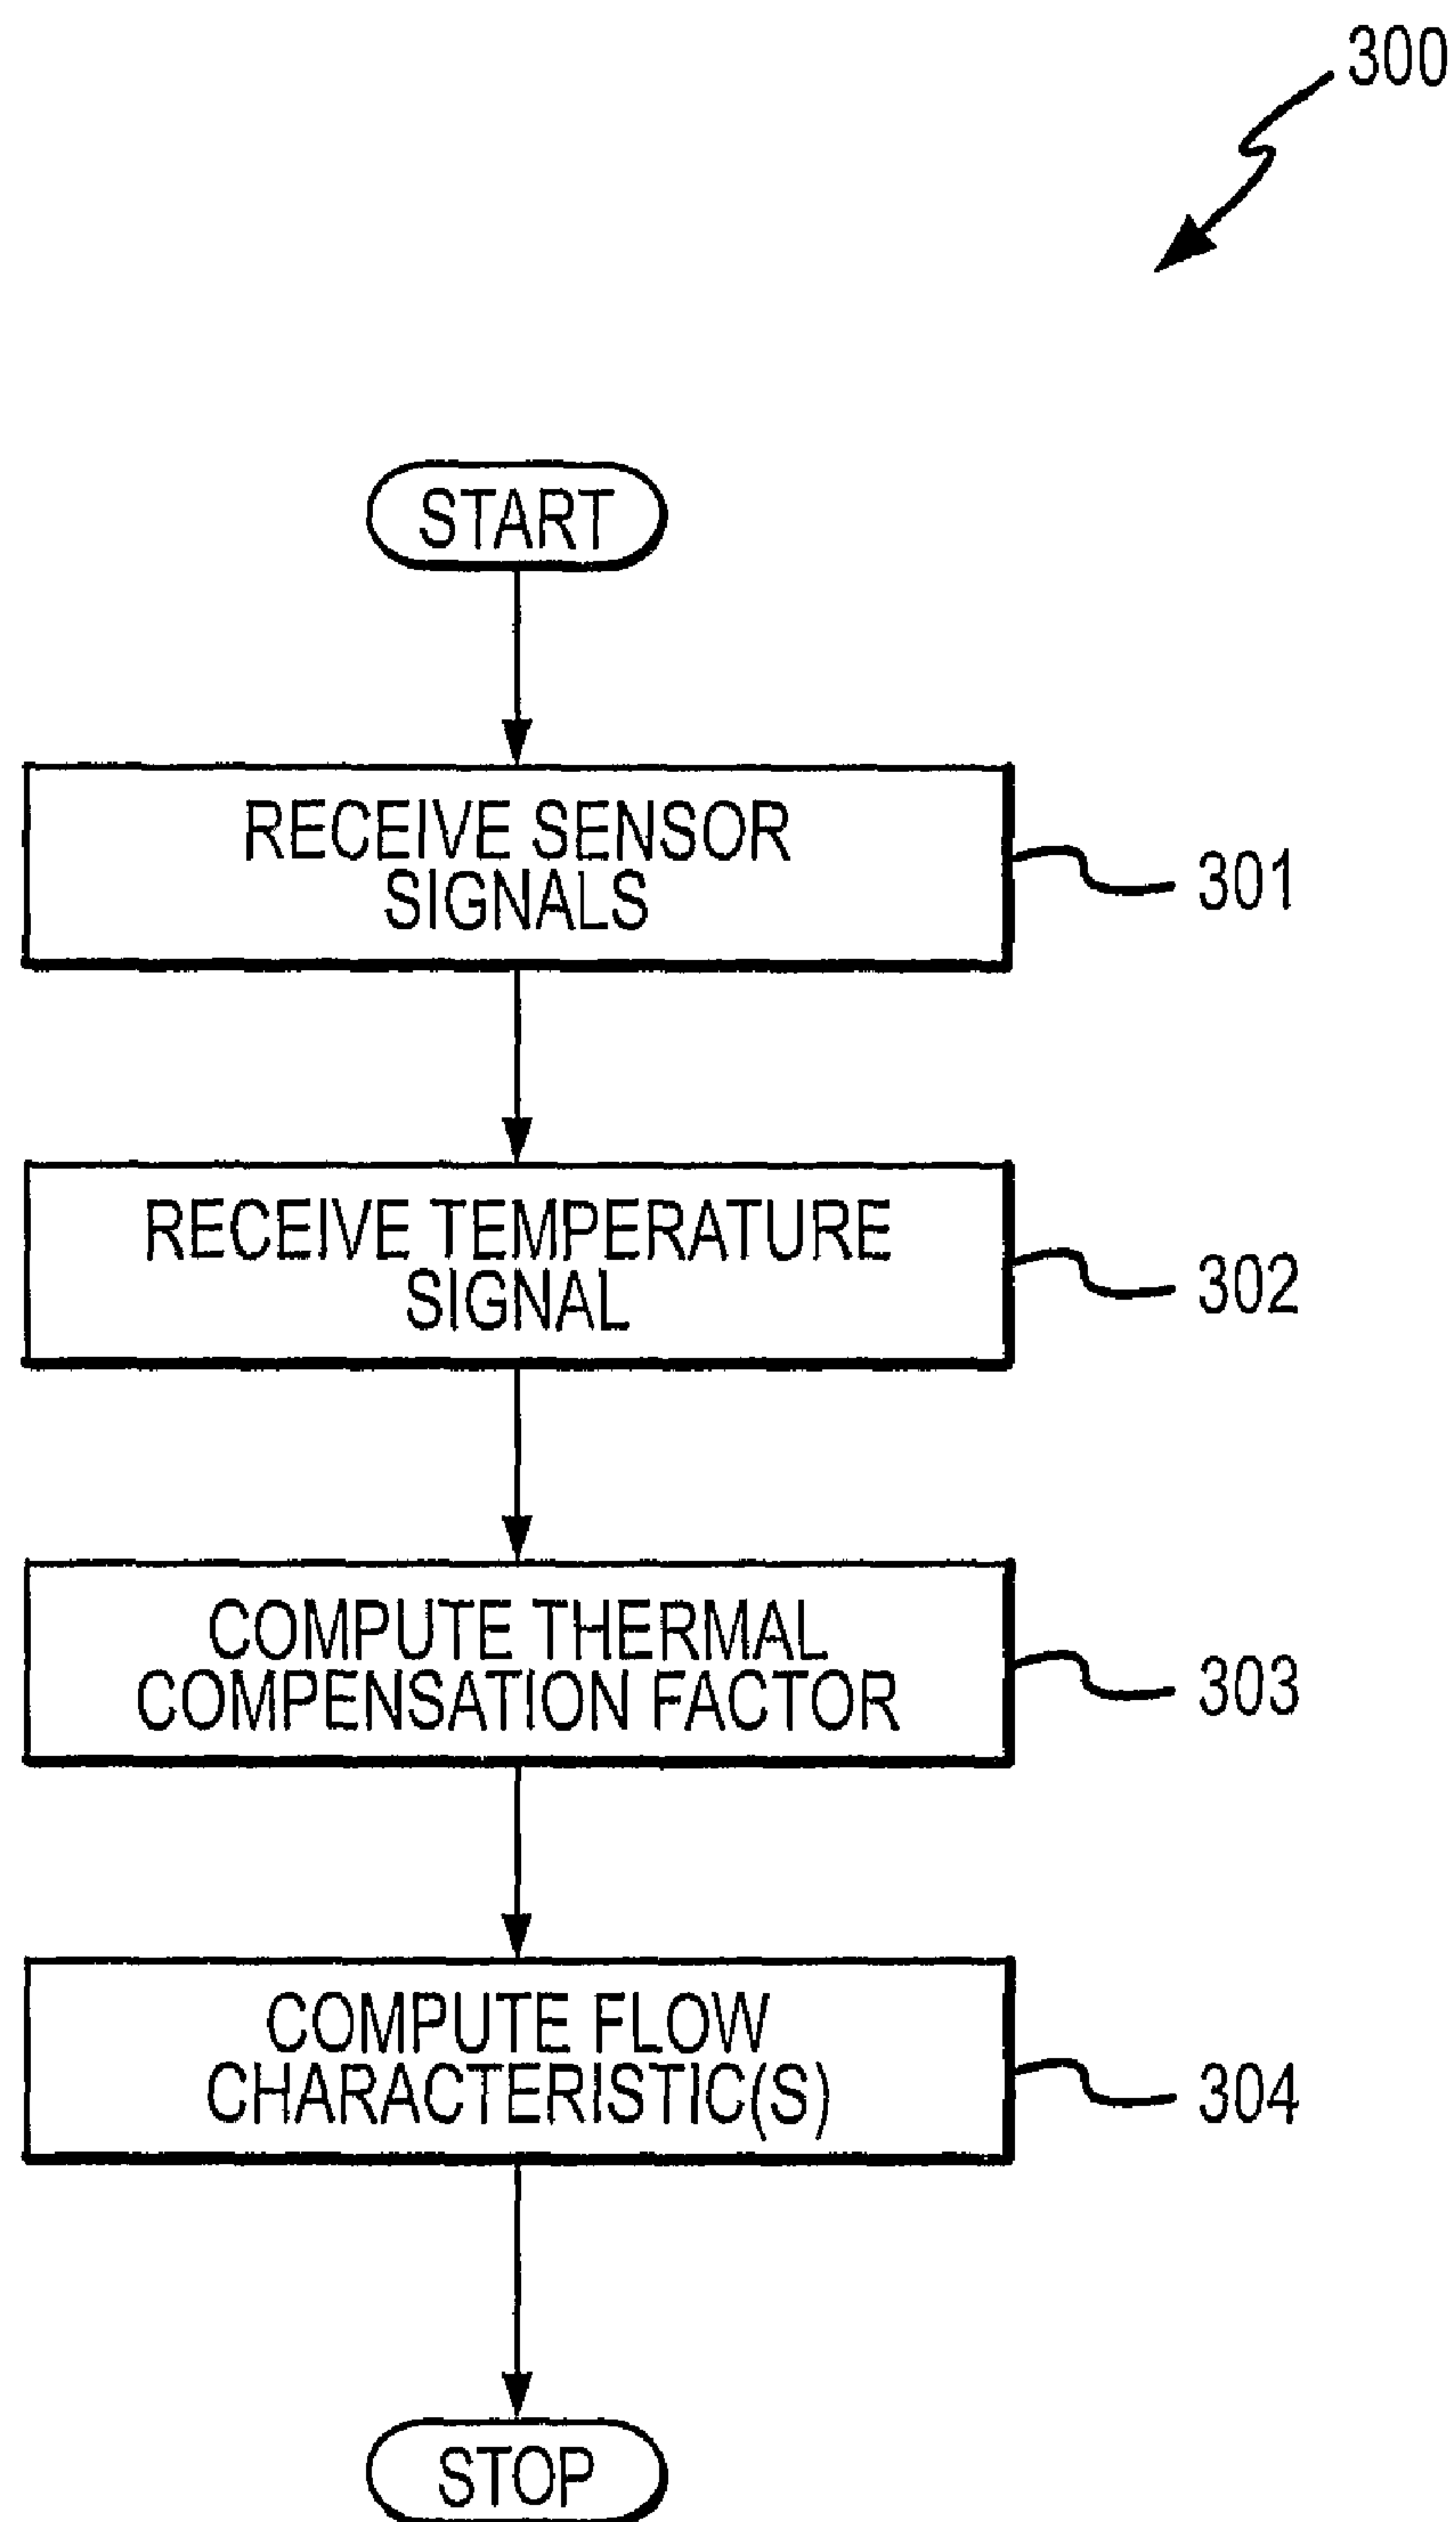 300
START
RECEIVE SENSOR
SIGNALS
301
RECEIVE TEMPERATURE
SIGNAL
302
COMPUTE THERMAL
COMPENSATION FACTOR
303
COMPUTE FLOW
CHARACTERISTIC(S)
304
STOP